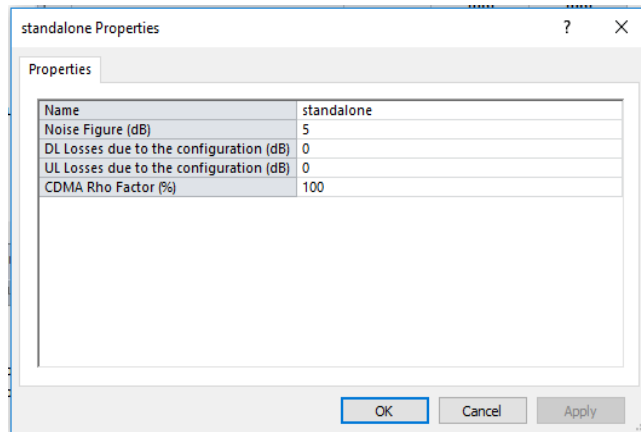 standalone Properties ? X
Properties
Name standalone
Noise Figure (dB) 5
DL Losses due to the configuration (dB) 0
UL Losses due to the configuration (dB) 0
CDMA Rho Factor (%) 100
OK Cancel Apply